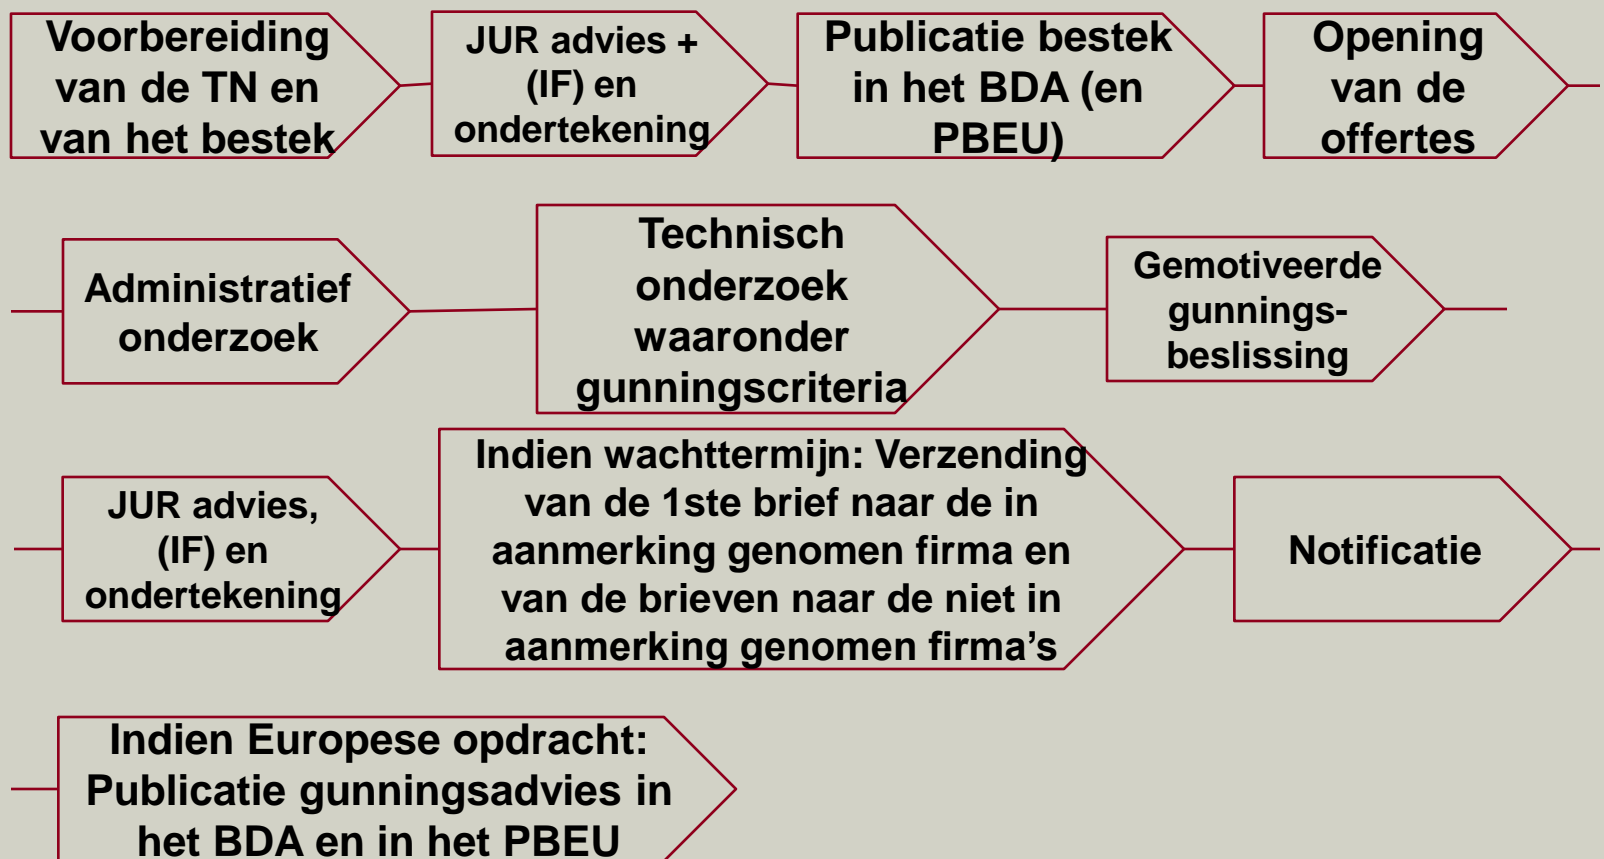 Voorbereiding
van de TN en
van het bestek
JUR advies +
(IF) en
ondertekening
Publicatie bestek
in het BDA (en
PBEU)
Opening
van de
offertes
Administratief
onderzoek
Technisch
onderzoek
waaronder
gunningscriteria
Gemotiveerde
gunnings-
beslissing
JUR advies,
(IF) en
ondertekening
Indien wachttermijn: Verzending
van de 1ste brief naar de in
aanmerking genomen firma en
van de brieven naar de niet in
aanmerking genomen firma’s
Notificatie
Indien Europese opdracht:
Publicatie gunningsadvies in
het BDA en in het PBEU